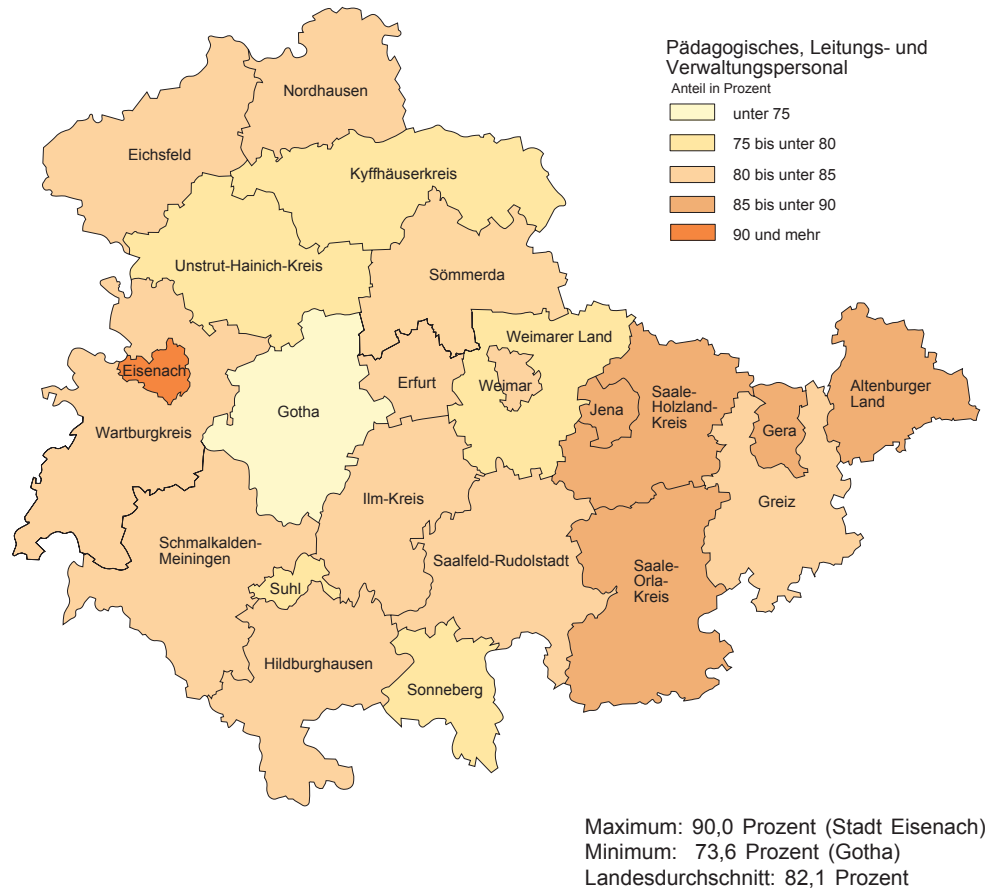 Pädagogisches, Leitungs- und
Verwaltungspersonal
Anteil in Prozent
unter 75
75 bis unter 80
80 bis unter 85
85 bis unter 90
90 und mehr
Nordhausen
Eichsfeld
Kyffhäuserkreis
Unstrut-Hainich-Kreis
Sömmerda
Weimarer Land
Eisenach
Erfurt
Weimar
Gotha
Jena
Saale-
Holzland-
Kreis
Altenburger
Land
Gera
Wartburgkreis
Ilm-Kreis
Greiz
Schmalkalden-
Meiningen
Saalfeld-Rudolstadt
Saale-
Orla-
Kreis
Suhl
Hildburghausen
Sonneberg
Maximum: 90,0 Prozent (Stadt Eisenach)
Minimum: 73,6 Prozent (Gotha)
Landesdurchschnitt: 82,1 Prozent